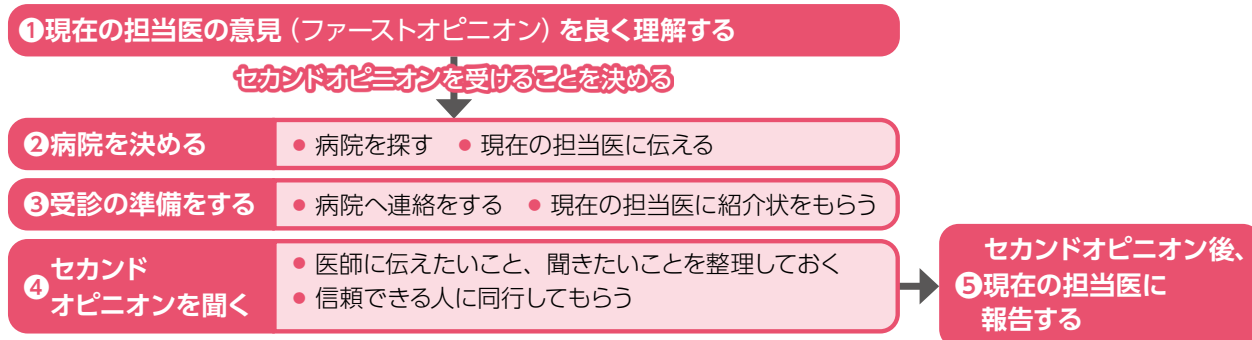 ❶現在の担当医の意見（ファーストオピニオン）を良く理解する
セカンドオピニオンを受けることを決める
❷病院を決める
● 病院を探す ● 現在の担当医に伝える
❸受診の準備をする
● 病院へ連絡をする ● 現在の担当医に紹介状をもらう
❹セカンド
オピニオンを聞く
● 医師に伝えたいこと、聞きたいことを整理しておく
● 信頼できる人に同行してもらう
セカンドオピニオン後、
❺現在の担当医に
報告する